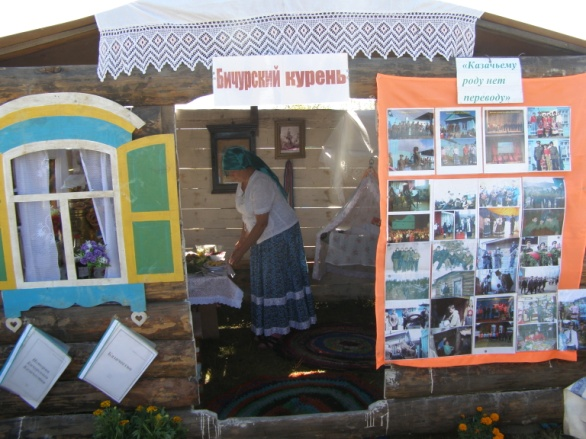 Бичурский курень
«Казачьему
роду нет
переводу»